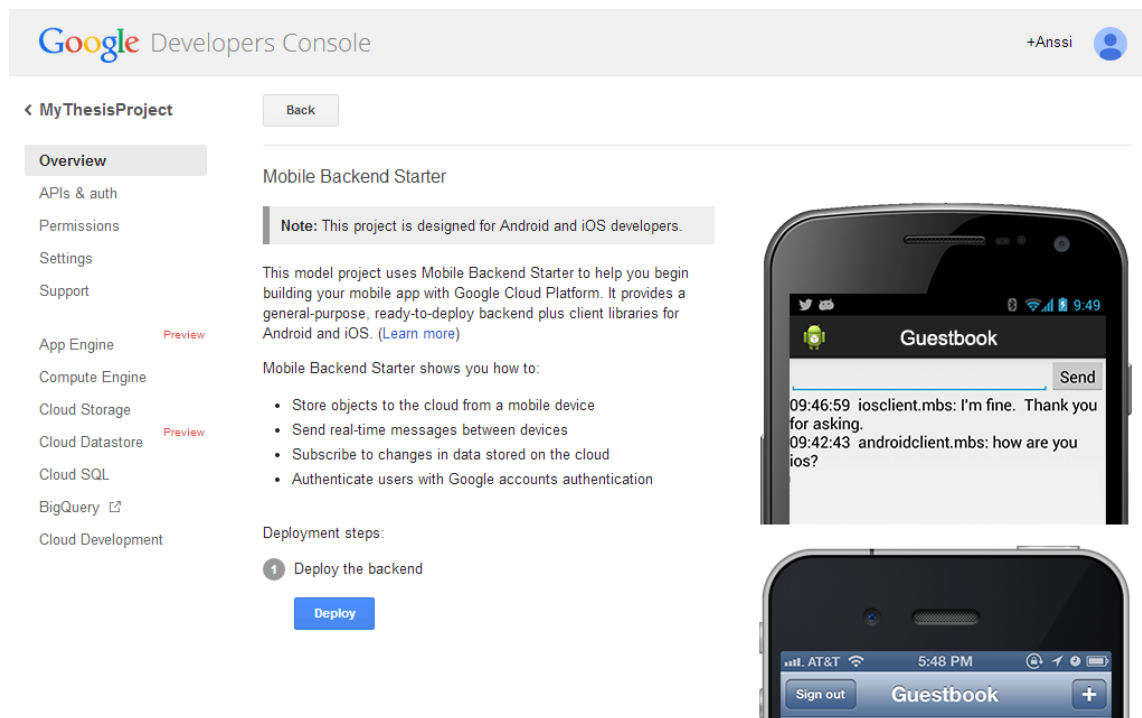 Google Developers Console
+Anssi
MyThesisProject
Back
Overview
APIs & auth
Permissions
Settings
Support
App Engine Preview
Compute Engine
Cloud Storage
Cloud Datastore Preview
Cloud SQL
BigQuery
Cloud Development
Mobile Backend Starter
Note: This project is designed for Android and iOS developers.
This model project uses Mobile Backend Starter to help you begin
building your mobile app with Google Cloud Platform. It provides a
general-purpose, ready-to-deploy backend plus client libraries for
Android and iOS. (Learn more)
Mobile Backend Starter shows you how to:
• Store objects to the cloud from a mobile device
• Send real-time messages between devices
• Subscribe to changes in data stored on the cloud
• Authenticate users with Google accounts authentication
Deployment steps:
1 Deploy the backend
Deploy
9:49
Guestbook
Send
09:46:59 iosclient.mbs: I'm fine. Thank you
for asking.
09:42:43 androidclient.mbs: how are you
ios?
AT&T 5:48 PM
Sign out Guestbook +